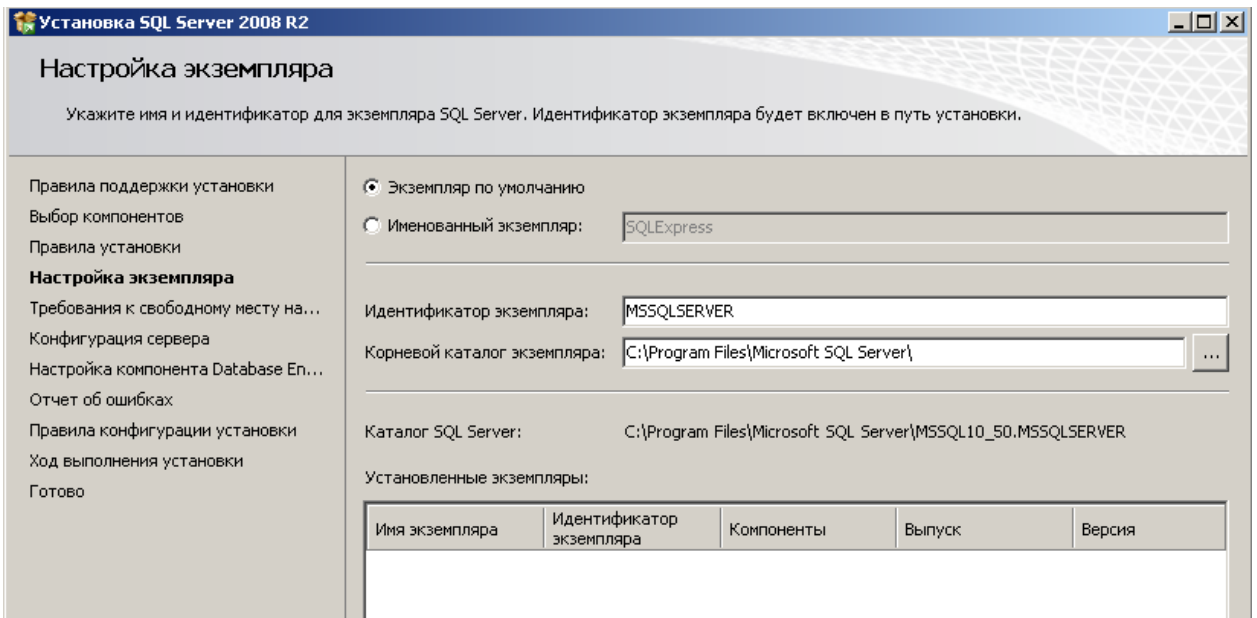 Установка SQL Server 2008 R2
Настройка экземпляра
Укажите имя и идентификатор для экземпляра SQL Server. Идентификатор экземпляра будет включен в путь установки.
Правила поддержки установки
Выбор компонентов
Правила установки
Настройка экземпляра
Требования к свободному месту на...
Конфигурация сервера
Настройка компонента Database En...
Отчет об ошибках
Правила конфигурации установки
Ход выполнения установки
Готово
Экземпляр по умолчанию
Именованный экземпляр: SQLExpress
Идентификатор экземпляра: MSSQLSERVER
Корневой каталог экземпляра: C:\Program Files\Microsoft SQL Server\ ...
Каталог SQL Server: C:\Program Files\Microsoft SQL Server\MSSQL10_50.MSSQLSERVER
Установленные экземпляры:
Имя экземпляра Идентификатор экземпляра Компоненты Выпуск Версия